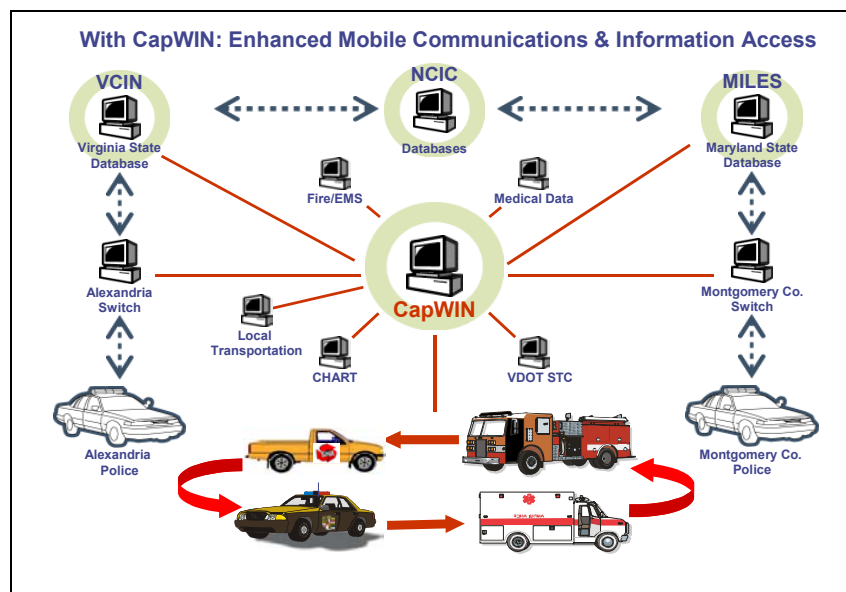 With CapWIN: Enhanced Mobile Communications & Information Access
VCIN
NCIC
MILES
Virginia State
Database
Databases
Maryland State
Database
Fire/EMS
Medical Data
Alexandria
Switch
CapWIN
Montgomery Co.
Switch
Local
Transportation
CHART
VDOT STC
Alexandria
Police
Montgomery Co.
Police